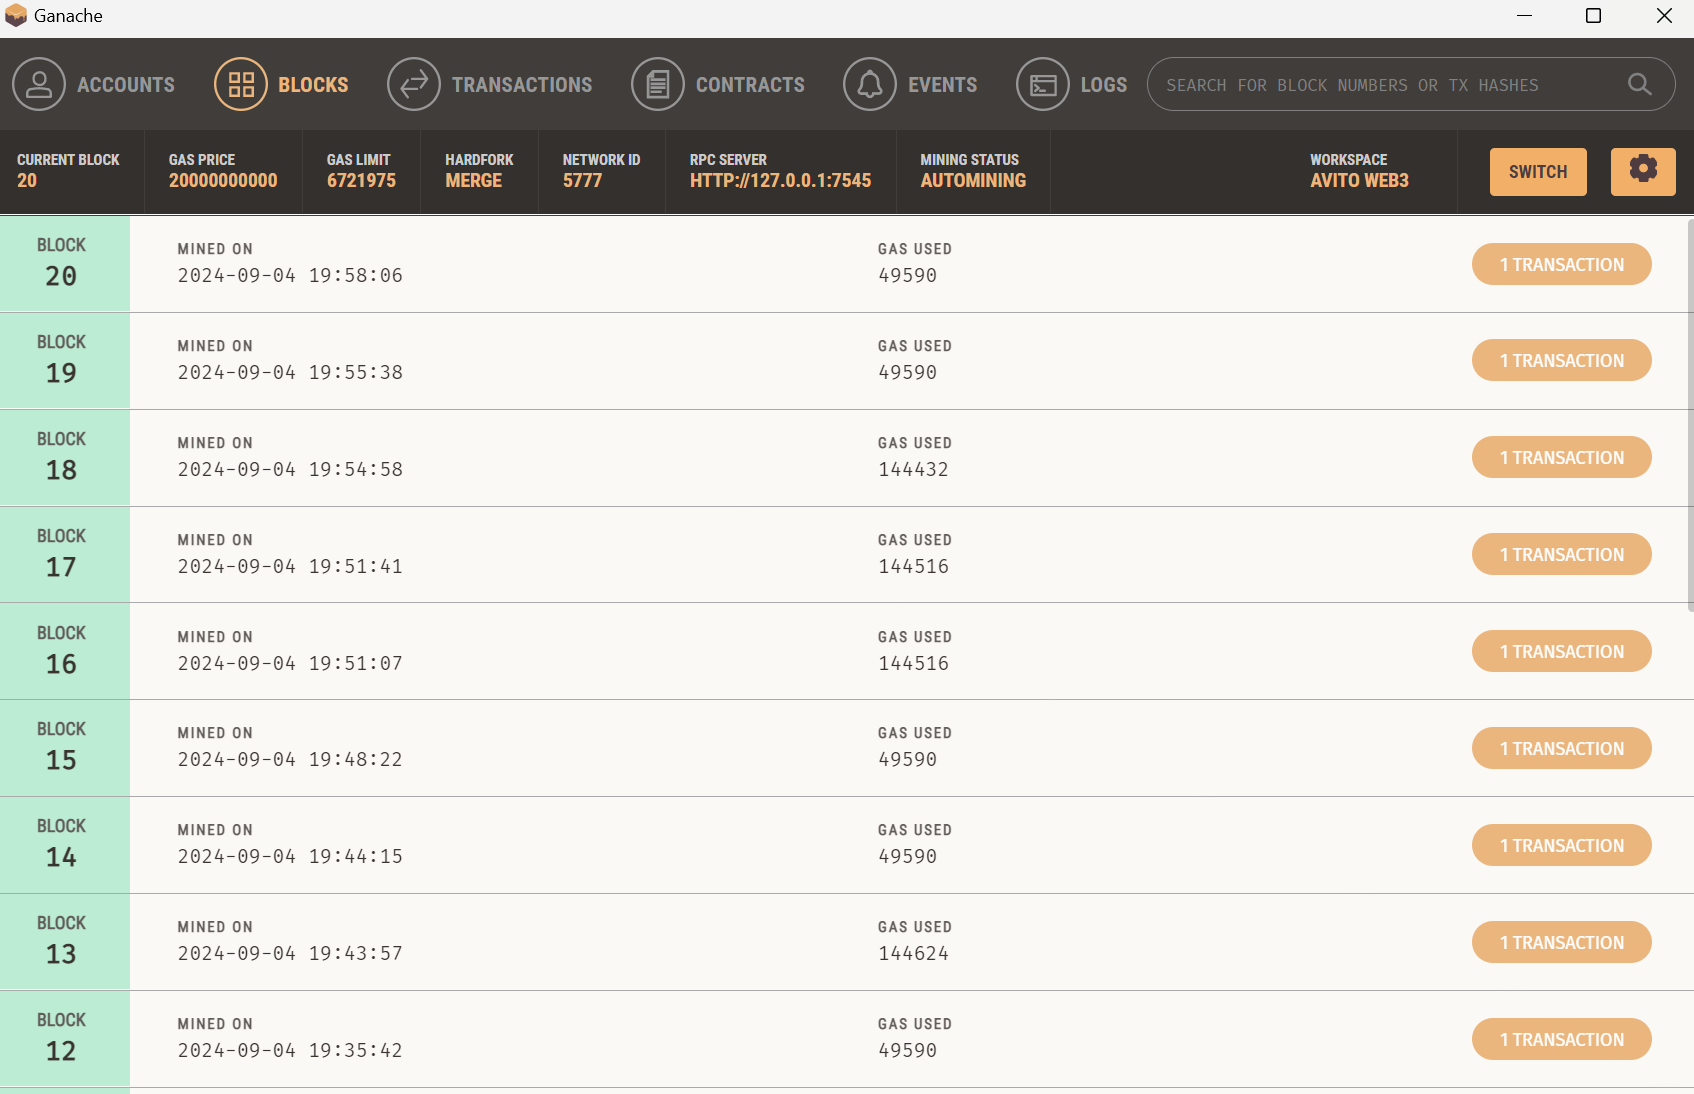 Ganache
ACCOUNTS BLOCKS TRANSACTIONS CONTRACTS EVENTS LOGS SEARCH FOR BLOCK NUMBERS OR TX HASHES
CURRENT BLOCK GAS PRICE GAS LIMIT HARDFORK NETWORK ID RPC SERVER MINING STATUS WORKSPACE
20 20000000000 6721975 MERGE 5777 HTTP://127.0.0.1:7545 AUTOMINING AVITO WEB3 SWITCH
BLOCK MINED ON GAS USED
20 2024-09-04 19:58:06 49590 1 TRANSACTION
BLOCK MINED ON GAS USED
19 2024-09-04 19:55:38 49590 1 TRANSACTION
BLOCK MINED ON GAS USED
18 2024-09-04 19:54:58 144432 1 TRANSACTION
BLOCK MINED ON GAS USED
17 2024-09-04 19:51:41 144516 1 TRANSACTION
BLOCK MINED ON GAS USED
16 2024-09-04 19:51:07 144516 1 TRANSACTION
BLOCK MINED ON GAS USED
15 2024-09-04 19:48:22 49590 1 TRANSACTION
BLOCK MINED ON GAS USED
14 2024-09-04 19:44:15 49590 1 TRANSACTION
BLOCK MINED ON GAS USED
13 2024-09-04 19:43:57 144624 1 TRANSACTION
BLOCK MINED ON GAS USED
12 2024-09-04 19:35:42 49590 1 TRANSACTION